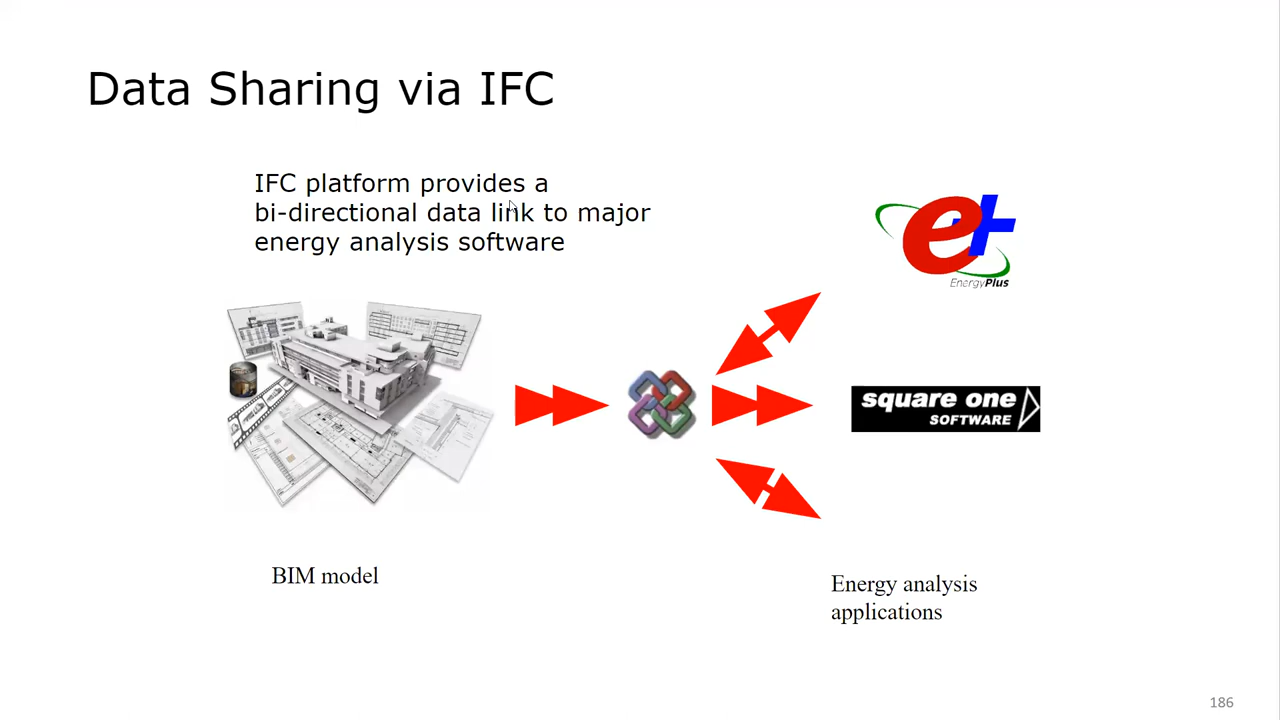 Data Sharing via IFC
IFC platform provides a
bi-directional data link to major
energy analysis software
e+
EnergyPlus
square one
SOFTWARE
BIM model
Energy analysis
applications
186